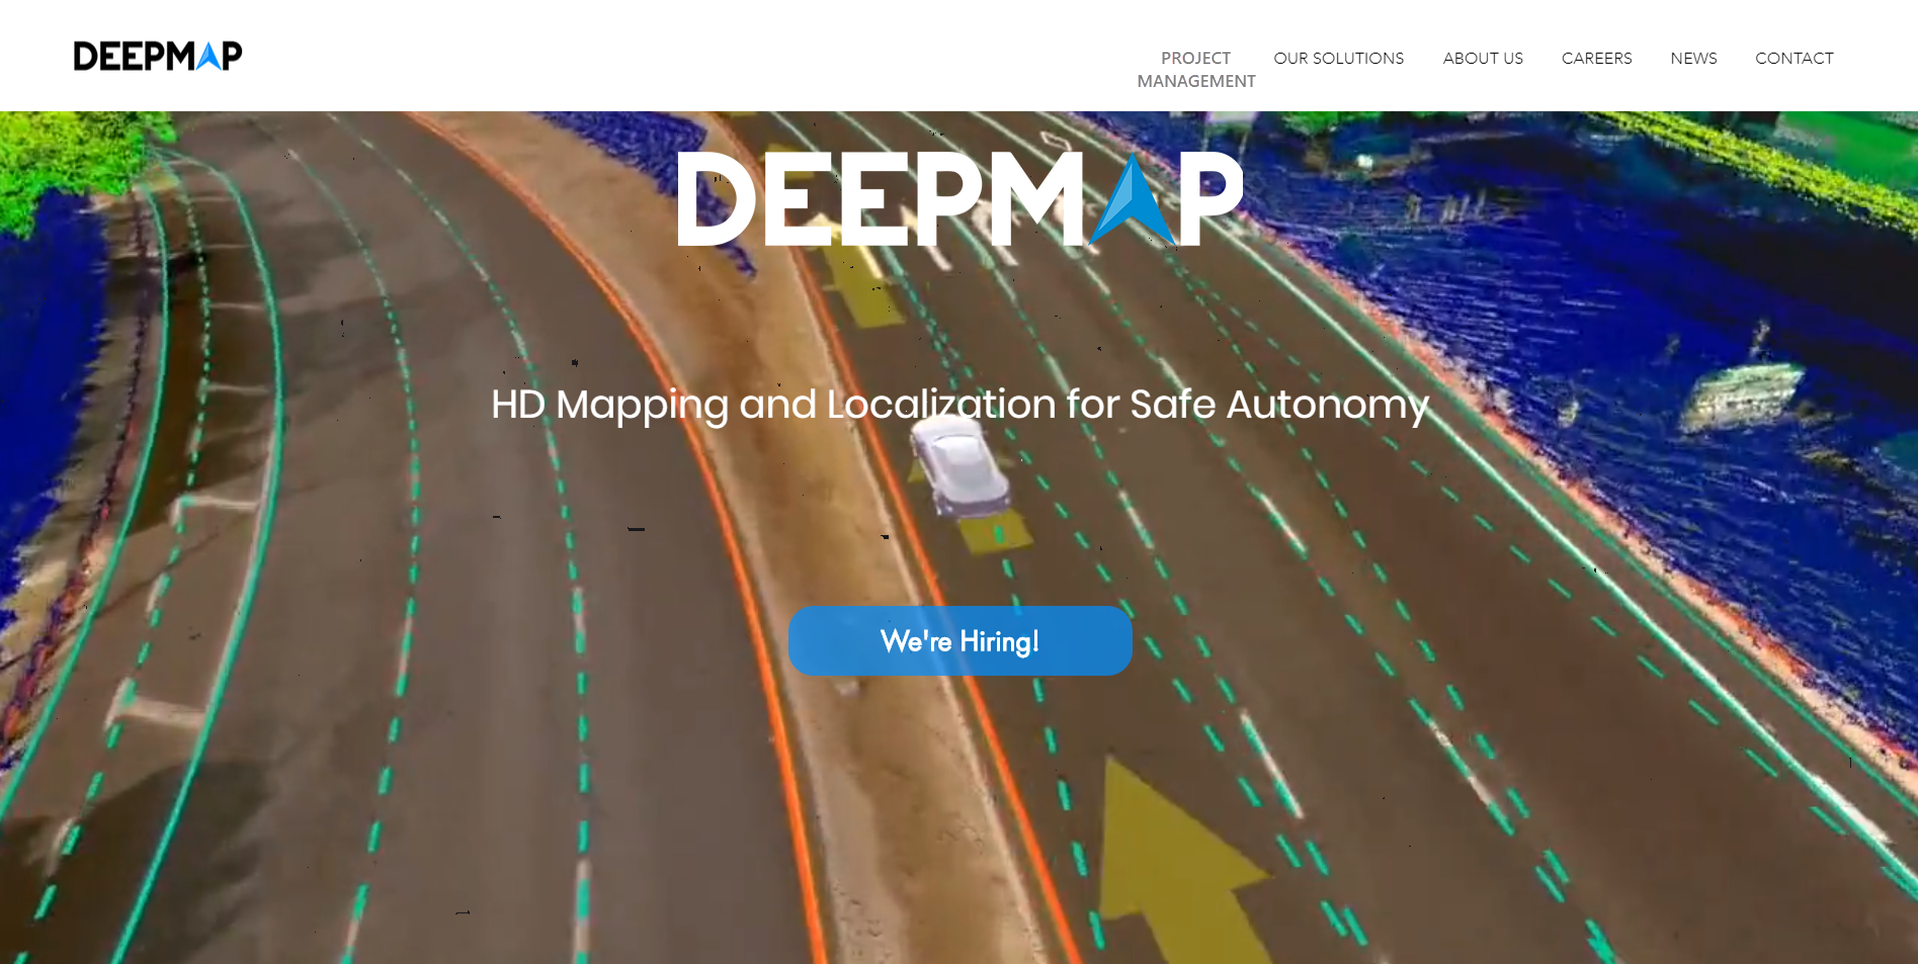 DEEPMAP
PROJECT
MANAGEMENT
OUR SOLUTIONS
ABOUT US
CAREERS
NEWS
CONTACT
DEEPMAP
HD Mapping and Localization for Safe Autonomy
We're Hiring!